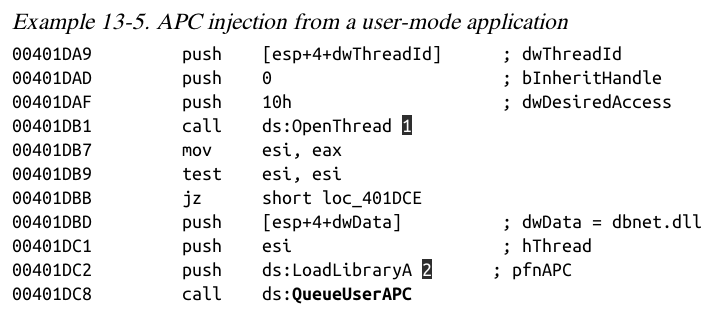 Example 13-5. APC injection from a user-mode application
00401DA9 push [esp+4+dwThreadId] ; dwThreadId
00401DAD push 0 ; bInheritHandle
00401DAF push 10h ; dwDesiredAccess
00401DB1 call ds:OpenThread 1
00401DB7 mov esi, eax
00401DB9 test esi, esi
00401DBB jz short loc_401DCE
00401DBD push [esp+4+dwData] ; dwData = dbnet.dll
00401DC1 push esi ; hThread
00401DC2 push ds:LoadLibraryA 2 ; pfnAPC
00401DC8 call ds:QueueUserAPC